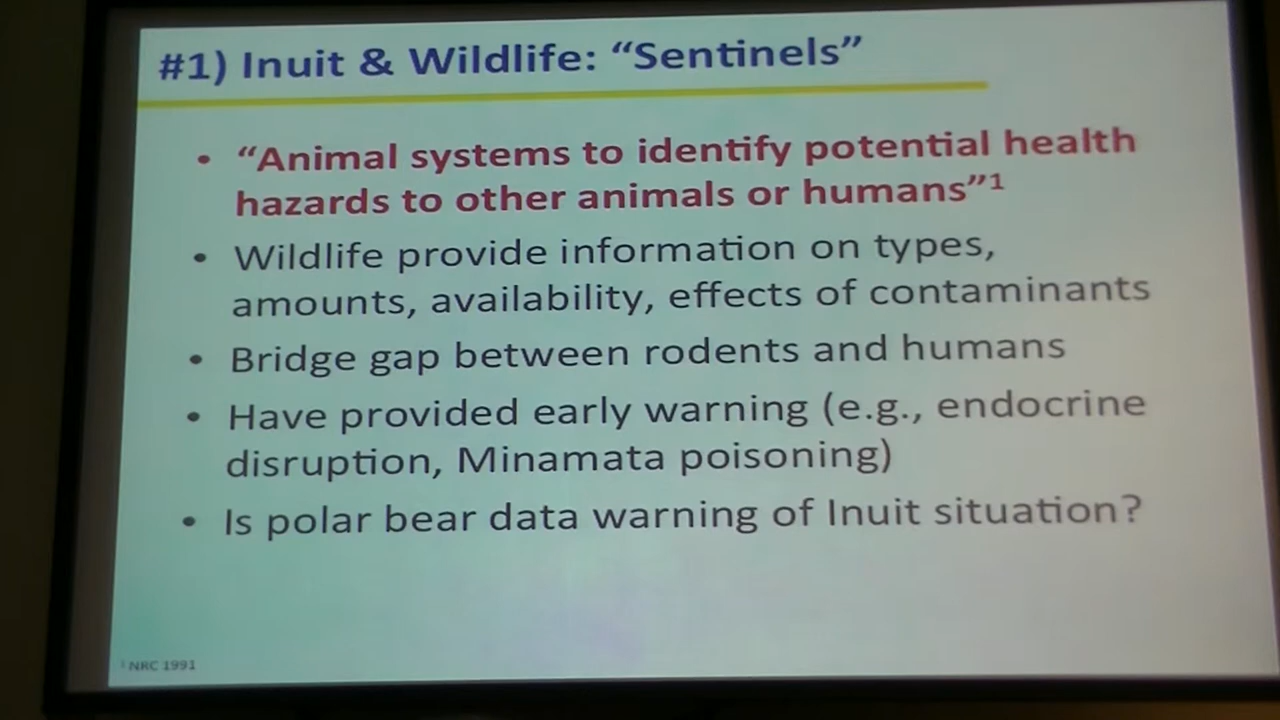 #1) Inuit & Wildlife: “Sentinels”
• “Animal systems to identify potential health
hazards to other animals or humans”¹
• Wildlife provide information on types,
amounts, availability, effects of contaminants
• Bridge gap between rodents and humans
• Have provided early warning (e.g., endocrine
disruption, Minamata poisoning)
• Is polar bear data warning of Inuit situation?
¹ NRC 1991